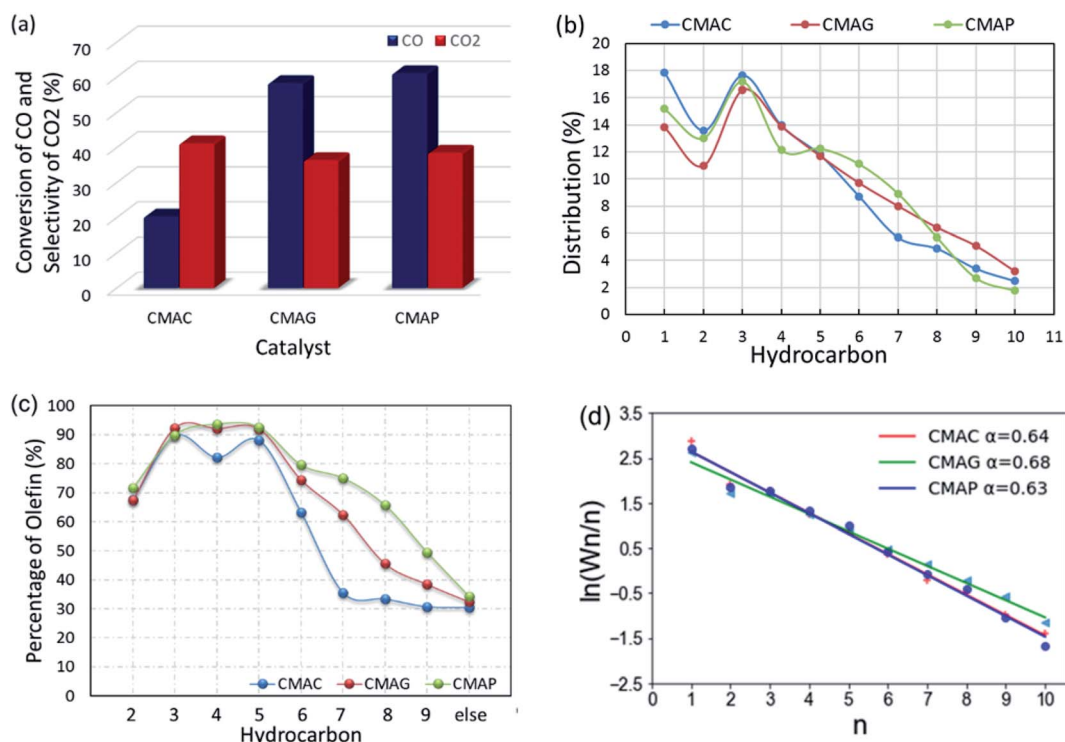 (a)
CO CO2
Conversion of CO and
Selectivity of CO2 (%)
70
60
50
40
30
20
10
0
CMAC CMAG CMAP
Catalyst
(b)
CMAC CMAG CMAP
Distribution (%)
20
18
16
14
12
10
8
6
4
2
0
0 1 2 3 4 5 6 7 8 9 10 11
Hydrocarbon
(c)
Percentage of Olefin (%)
100
90
80
70
60
50
40
30
20
10
0
CMAC CMAG CMAP
2 3 4 5 6 7 8 9 else
Hydrocarbon
(d)
ln(Wn/n)
3.5
2.5
1.5
0.5
−0.5
−1.5
−2.5
CMAC α=0.64
CMAG α=0.68
CMAP α=0.63
0 1 2 3 4 5 6 7 8 9 10
n